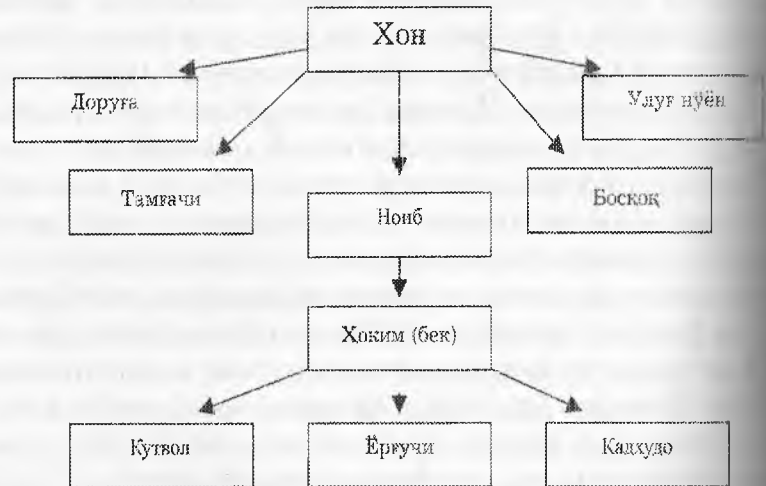 Хон
Доруға
Улуғ нуён
Тамғачи
Босқоқ
Ноиб
Ҳоким (бек)
Кутвол
Ёрғучи
Кадхудо